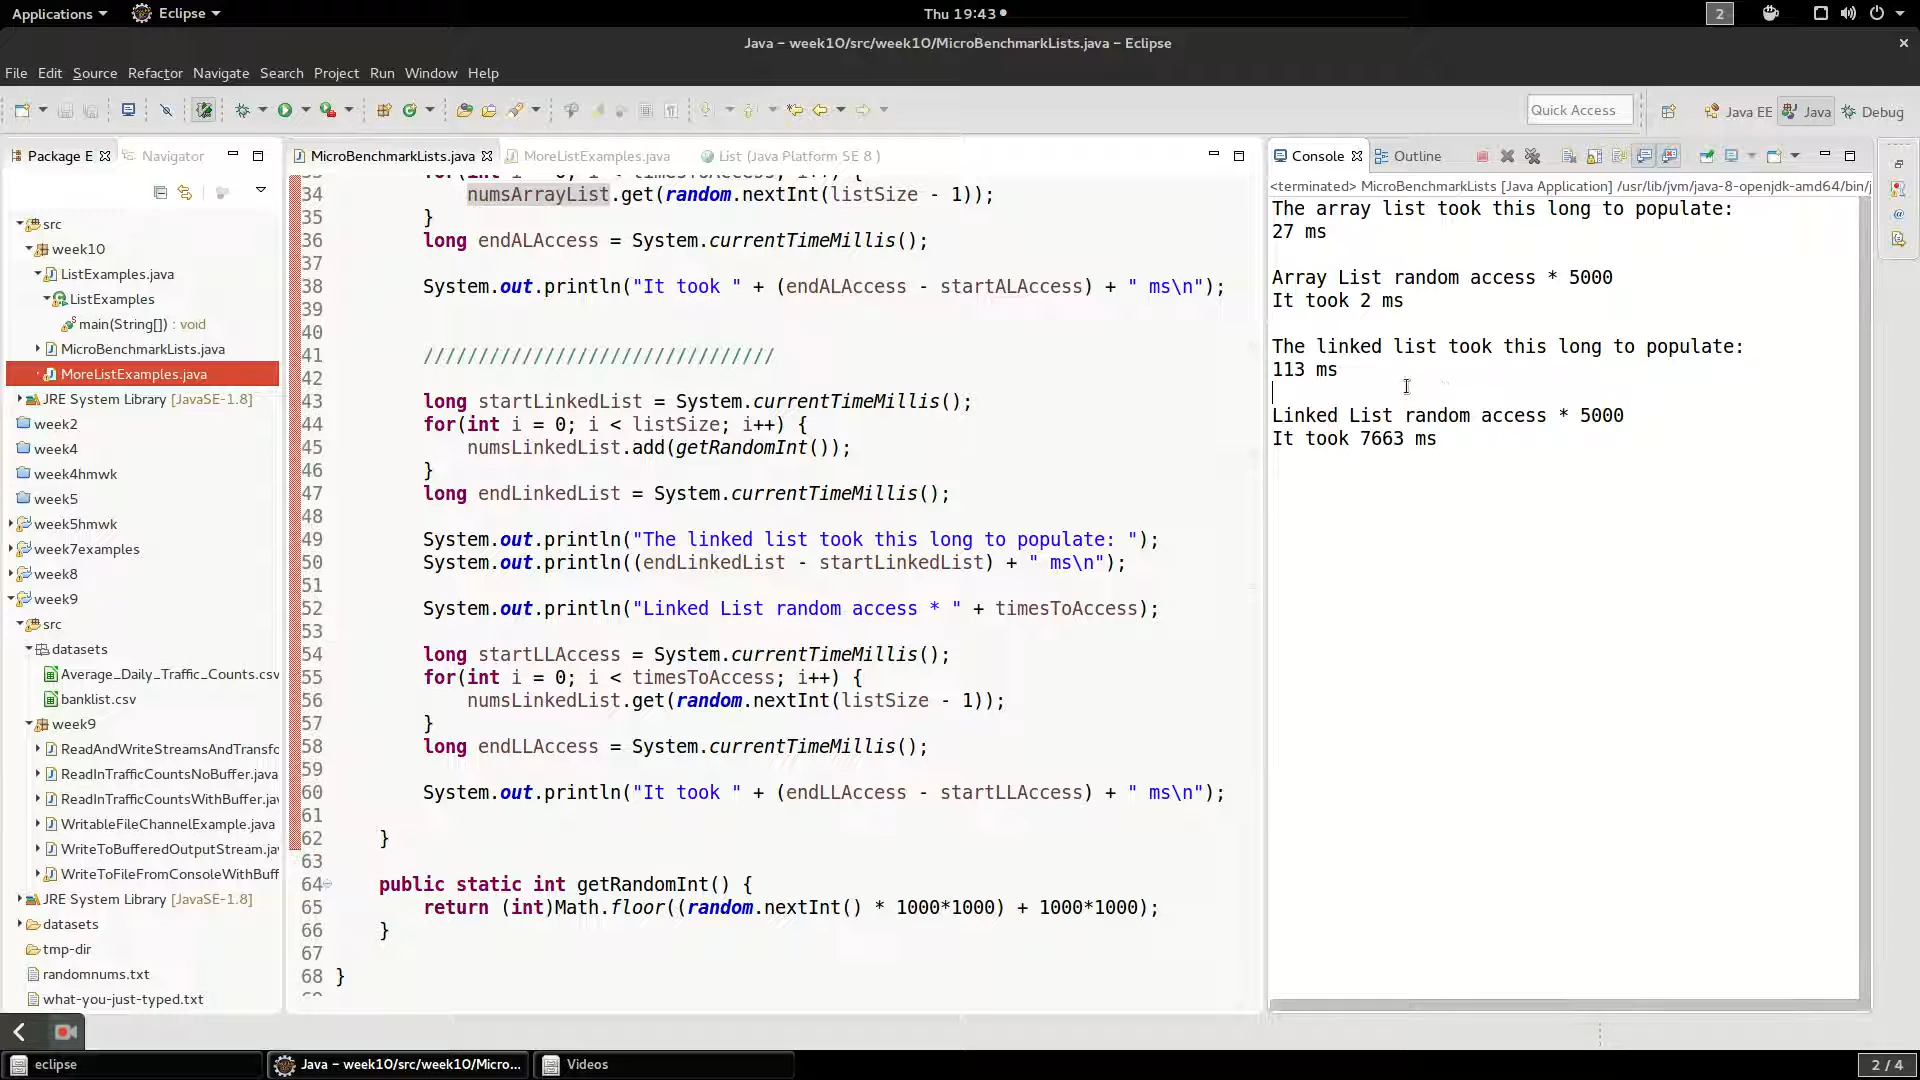 Applications
Eclipse
Thu 19:43
2
Java – week10/src/week10/MicroBenchmarkLists.java – Eclipse
File Edit Source Refactor Navigate Search Project Run Window Help
Quick Access
Java EE
Java
Debug
Package E
Navigator
src
week10
ListExamples.java
ListExamples
main(String[]) : void
MicroBenchmarkLists.java
MoreListExamples.java
JRE System Library [JavaSE-1.8]
week2
week4
week4hmwk
week5
week5hmwk
week7examples
week8
week9
src
datasets
Average_Daily_Traffic_Counts.csv
banklist.csv
week9
ReadAndWriteStreamsAndTransfo
ReadInTrafficCountsNoBuffer.java
ReadInTrafficCountsWithBuffer.jav
WritableFileChannelExample.java
WriteToBufferedOutputStream.jav
WriteToFileFromConsoleWithBuff
JRE System Library [JavaSE-1.8]
datasets
tmp-dir
randomnums.txt
what-you-just-typed.txt
MicroBenchmarkLists.java
MoreListExamples.java
List (Java Platform SE 8 )
34 numsArrayList.get(random.nextInt(listSize - 1));
35 }
36 long endALAccess = System.currentTimeMillis();
37
38 System.out.println("It took " + (endALAccess - startALAccess) + " ms\n");
39
40
41 ////////////////////////////////
42
43 long startLinkedList = System.currentTimeMillis();
44 for(int i = 0; i < listSize; i++) {
45 numsLinkedList.add(getRandomInt());
46 }
47 long endLinkedList = System.currentTimeMillis();
48
49 System.out.println("The linked list took this long to populate: ");
50 System.out.println((endLinkedList - startLinkedList) + " ms\n");
51
52 System.out.println("Linked List random access * " + timesToAccess);
53
54 long startLLAccess = System.currentTimeMillis();
55 for(int i = 0; i < timesToAccess; i++) {
56 numsLinkedList.get(random.nextInt(listSize - 1));
57 }
58 long endLLAccess = System.currentTimeMillis();
59
60 System.out.println("It took " + (endLLAccess - startLLAccess) + " ms\n");
61
62 }
63
64 public static int getRandomInt() {
65 return (int)Math.floor((random.nextInt() * 1000*1000) + 1000*1000);
66 }
67
68 }
Console
Outline
<terminated> MicroBenchmarkLists [Java Application] /usr/lib/jvm/java-8-openjdk-amd64/bin/j
The array list took this long to populate:
27 ms
Array List random access * 5000
It took 2 ms
The linked list took this long to populate:
113 ms
Linked List random access * 5000
It took 7663 ms
eclipse
Java – week10/src/week10/Micro...
Videos
2 / 4